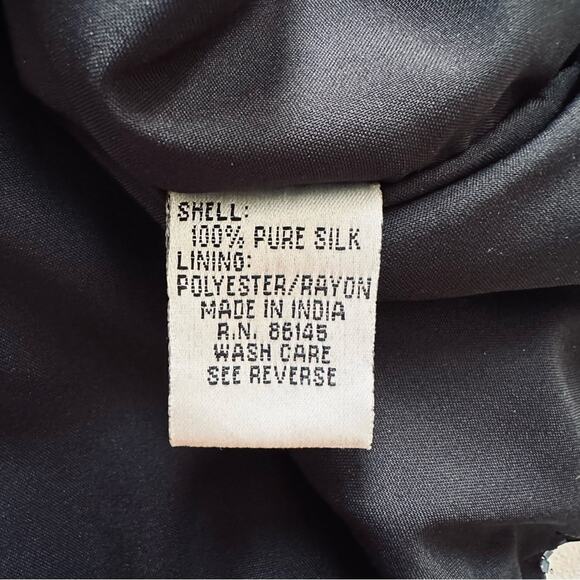 SHELL:
100% PURE SILK
LINING:
POLYESTER/RAYON
MADE IN INDIA
R.N. 86145
WASH CARE
SEE REVERSE